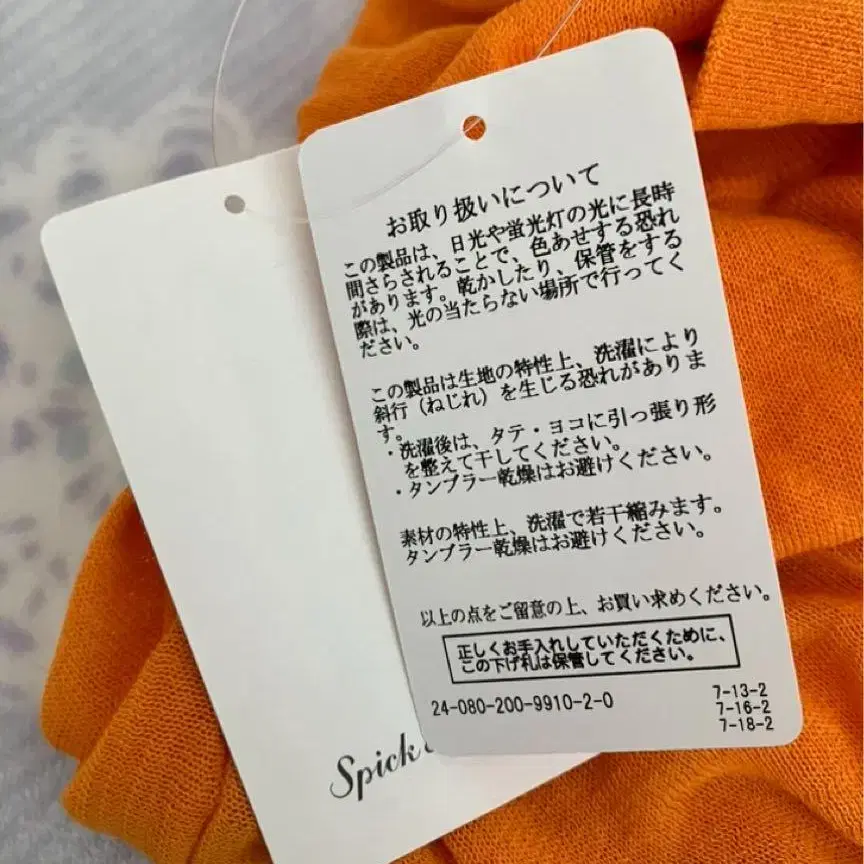 お取り扱いについて
この製品は、日光や蛍光灯の光に長時
間さらされることで、色あせする恐れ
があります。乾かしたり、保管をする
際は、光の当たらない場所で行ってく
ださい。
この製品は生地の特性上、洗濯により
斜行（ねじれ）を生じる恐れがありま
す。
・洗濯後は、タテ・ヨコに引っ張り形
を整えて干してください。
・タンブラー乾燥はお避けください。
素材の特性上、洗濯で若干縮みます。
タンブラー乾燥はお避けください。
以上の点をご留意の上、お買い求めください。
正しくお手入れしていただくために、
この下げ札は保管してください。
24-080-200-9910-2-0
7-13-2
7-16-2
7-18-2
Spick